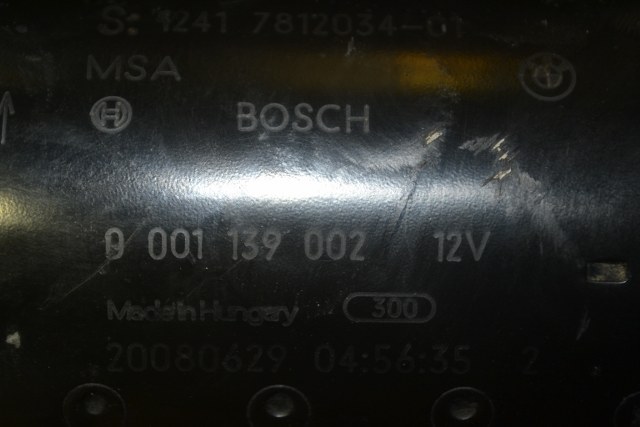 S: 1241 7812034-01
MSA
BOSCH
0 001 139 002 12V
Made in Hungary 300
20080629 04:56:35 2